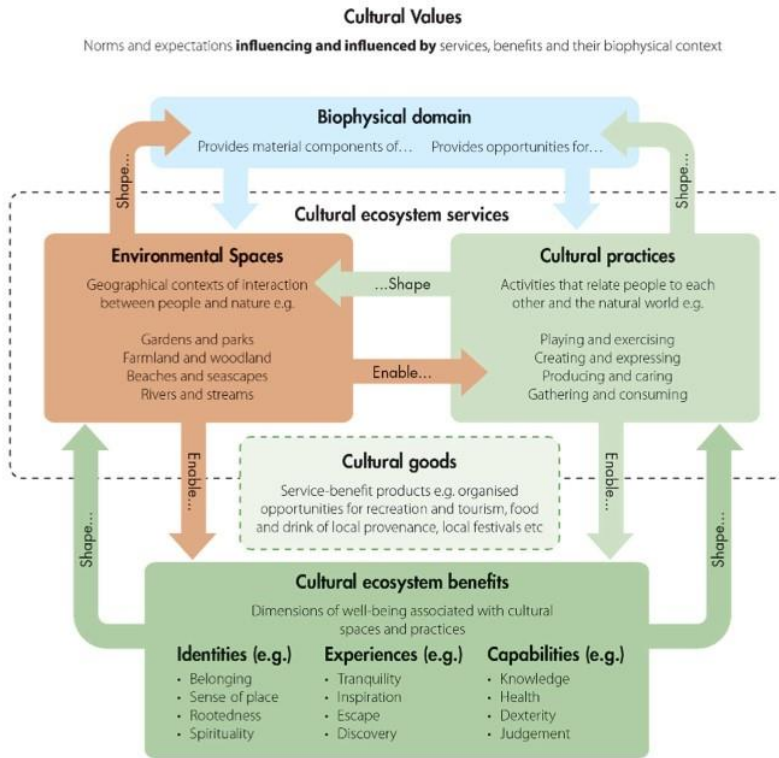 Cultural Values
Norms and expectations influencing and influenced by services, benefits and their biophysical context
Biophysical domain
Provides material components of... Provides opportunities for...
Shape...
Shape...
Cultural ecosystem services
Environmental Spaces
Geographical contexts of interaction
between people and nature e.g.
Gardens and parks
Farmland and woodland
Beaches and seascapes
Rivers and streams
...Shape
Enable...
Cultural practices
Activities that relate people to each
other and the natural world e.g.
Playing and exercising
Creating and expressing
Producing and caring
Gathering and consuming
Shape...
Enable...
Cultural goods
Service-benefit products e.g. organised
opportunities for recreation and tourism, food
and drink of local provenance, local festivals etc
Enable...
Shape...
Cultural ecosystem benefits
Dimensions of well-being associated with cultural
spaces and practices
Identities (e.g.)
• Belonging
• Sense of place
• Rootedness
• Spirituality
Experiences (e.g.)
• Tranquility
• Inspiration
• Escape
• Discovery
Capabilities (e.g.)
• Knowledge
• Health
• Dexterity
• Judgement